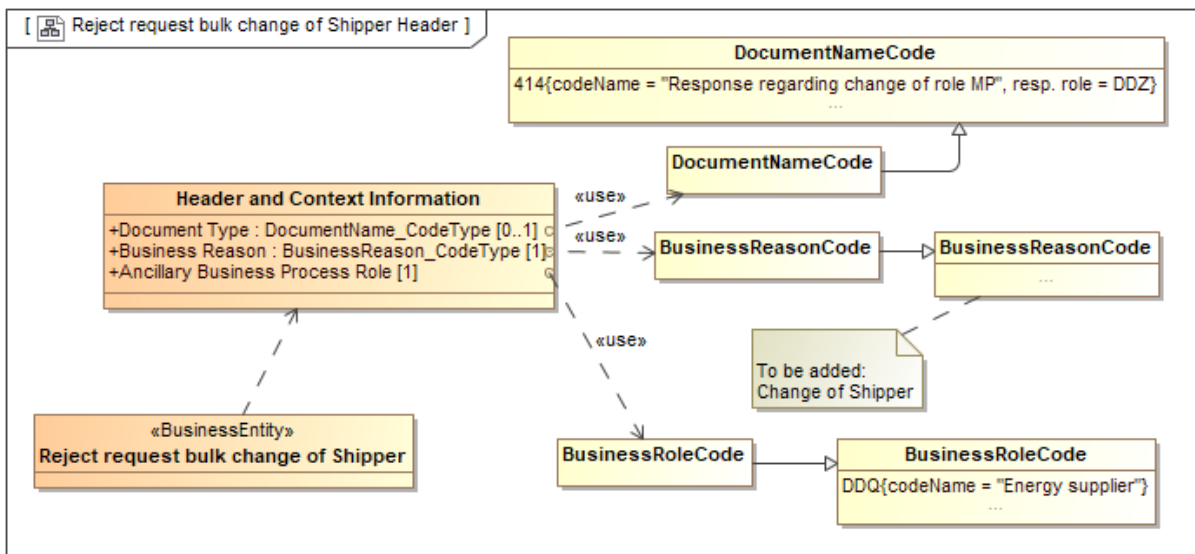 [ Reject request bulk change of Shipper Header ]
DocumentNameCode
414{codeName = "Response regarding change of role MP", resp. role = DDZ}
...
DocumentNameCode
Header and Context Information
+Document Type : DocumentName_CodeType [0..1]
+Business Reason : BusinessReason_CodeType [1]
+Ancillary Business Process Role [1]
«use»
«use»
BusinessReasonCode
BusinessReasonCode
...
«use»
To be added:
Change of Shipper
«BusinessEntity»
Reject request bulk change of Shipper
BusinessRoleCode
BusinessRoleCode
DDQ{codeName = "Energy supplier"}
...